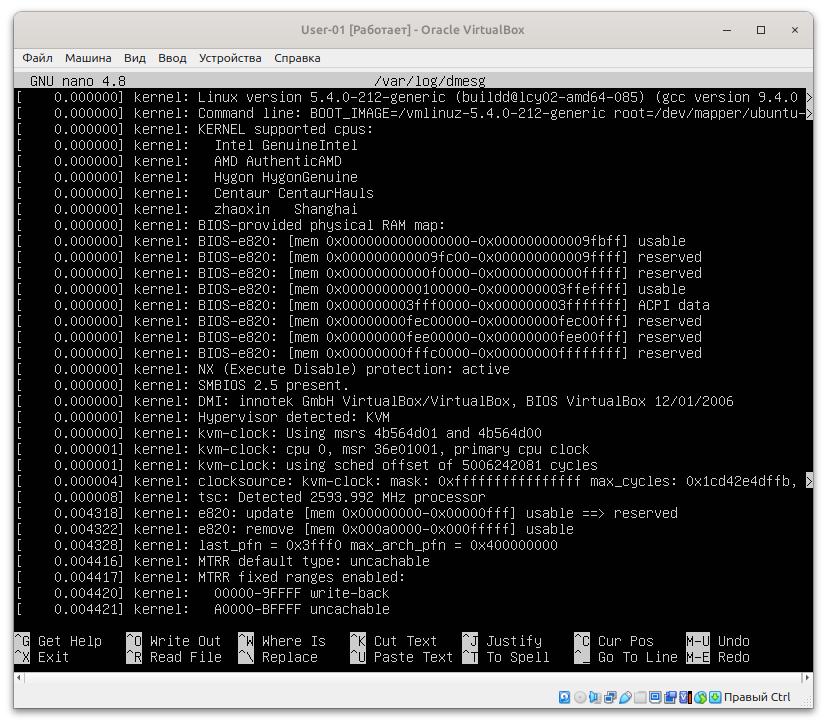 User-01 [Работает] - Oracle VirtualBox
Файл Машина Вид Ввод Устройства Справка
GNU nano 4.8 /var/log/dmesg
[    0.000000] kernel: Linux version 5.4.0-212-generic (buildd@lcy02-amd64-085) (gcc version 9.4.0 >
[    0.000000] kernel: Command line: BOOT_IMAGE=/vmlinuz-5.4.0-212-generic root=/dev/mapper/ubuntu->
[    0.000000] kernel: KERNEL supported cpus:
[    0.000000] kernel:   Intel GenuineIntel
[    0.000000] kernel:   AMD AuthenticAMD
[    0.000000] kernel:   Hygon HygonGenuine
[    0.000000] kernel:   Centaur CentaurHauls
[    0.000000] kernel:   zhaoxin   Shanghai
[    0.000000] kernel: BIOS-provided physical RAM map:
[    0.000000] kernel: BIOS-e820: [mem 0x0000000000000000-0x000000000009fbff] usable
[    0.000000] kernel: BIOS-e820: [mem 0x000000000009fc00-0x000000000009ffff] reserved
[    0.000000] kernel: BIOS-e820: [mem 0x00000000000f0000-0x00000000000fffff] reserved
[    0.000000] kernel: BIOS-e820: [mem 0x0000000000100000-0x000000003ffeffff] usable
[    0.000000] kernel: BIOS-e820: [mem 0x000000003fff0000-0x000000003fffffff] ACPI data
[    0.000000] kernel: BIOS-e820: [mem 0x00000000fec00000-0x00000000fec00fff] reserved
[    0.000000] kernel: BIOS-e820: [mem 0x00000000fee00000-0x00000000fee00fff] reserved
[    0.000000] kernel: BIOS-e820: [mem 0x00000000fffc0000-0x00000000ffffffff] reserved
[    0.000000] kernel: NX (Execute Disable) protection: active
[    0.000000] kernel: SMBIOS 2.5 present.
[    0.000000] kernel: DMI: innotek GmbH VirtualBox/VirtualBox, BIOS VirtualBox 12/01/2006
[    0.000000] kernel: Hypervisor detected: KVM
[    0.000000] kernel: kvm-clock: Using msrs 4b564d01 and 4b564d00
[    0.000001] kernel: kvm-clock: cpu 0, msr 36e01001, primary cpu clock
[    0.000001] kernel: kvm-clock: using sched offset of 5006242081 cycles
[    0.000004] kernel: clocksource: kvm-clock: mask: 0xffffffffffffffff max_cycles: 0x1cd42e4dffb, >
[    0.000008] kernel: tsc: Detected 2593.992 MHz processor
[    0.004318] kernel: e820: update [mem 0x00000000-0x00000fff] usable ==> reserved
[    0.004322] kernel: e820: remove [mem 0x000a0000-0x000fffff] usable
[    0.004328] kernel: last_pfn = 0x3fff0 max_arch_pfn = 0x400000000
[    0.004416] kernel: MTRR default type: uncachable
[    0.004417] kernel: MTRR fixed ranges enabled:
[    0.004420] kernel:   00000-9FFFF write-back
[    0.004421] kernel:   A0000-BFFFF uncachable
^G Get Help ^O Write Out ^W Where Is ^K Cut Text ^J Justify ^C Cur Pos M-U Undo
^X Exit ^R Read File ^\ Replace ^U Paste Text ^T To Spell ^_ Go To Line M-E Redo
Правый Ctrl